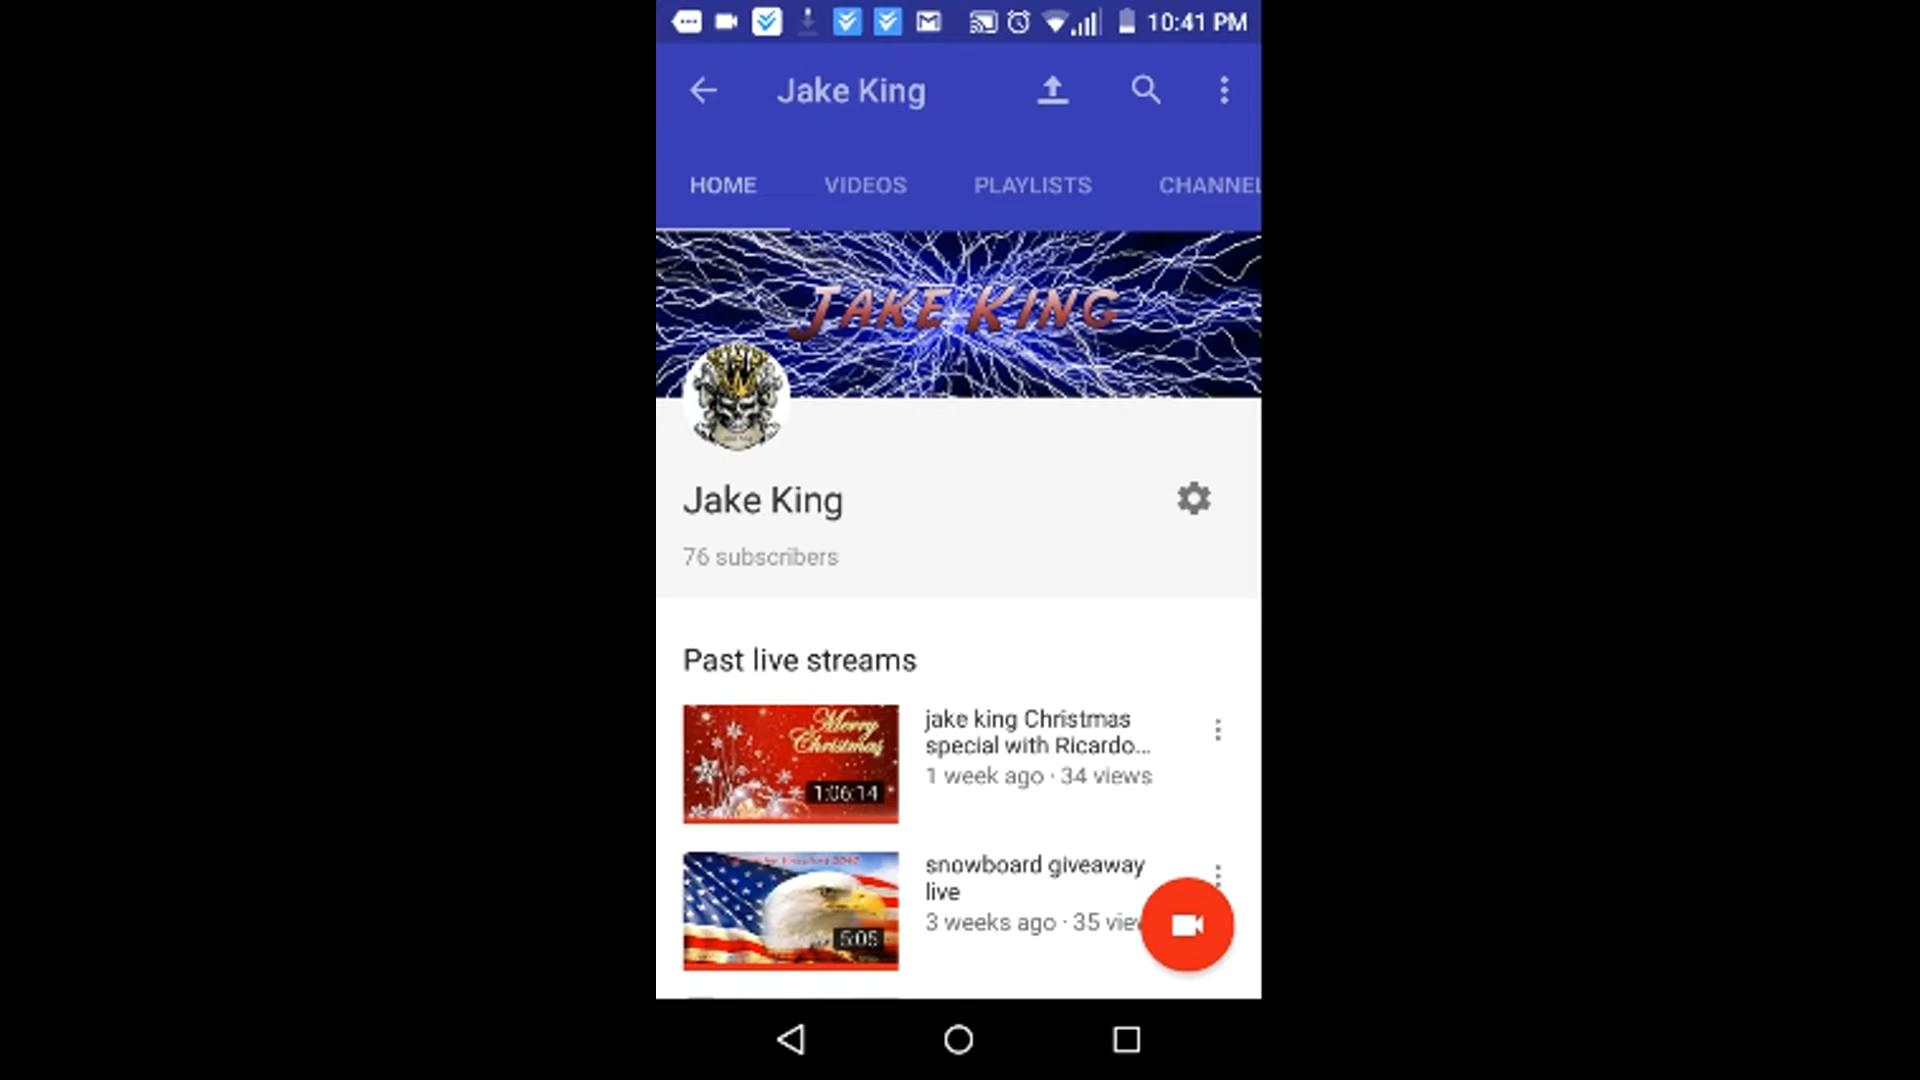 10:41 PM
Jake King
HOME VIDEOS PLAYLISTS CHANNEL
JAKE KING
Jake King
76 subscribers
Past live streams
Merry
Christmas
1:06:14
jake king Christmas
special with Ricardo...
1 week ago · 34 views
5:05
snowboard giveaway
live
3 weeks ago · 35